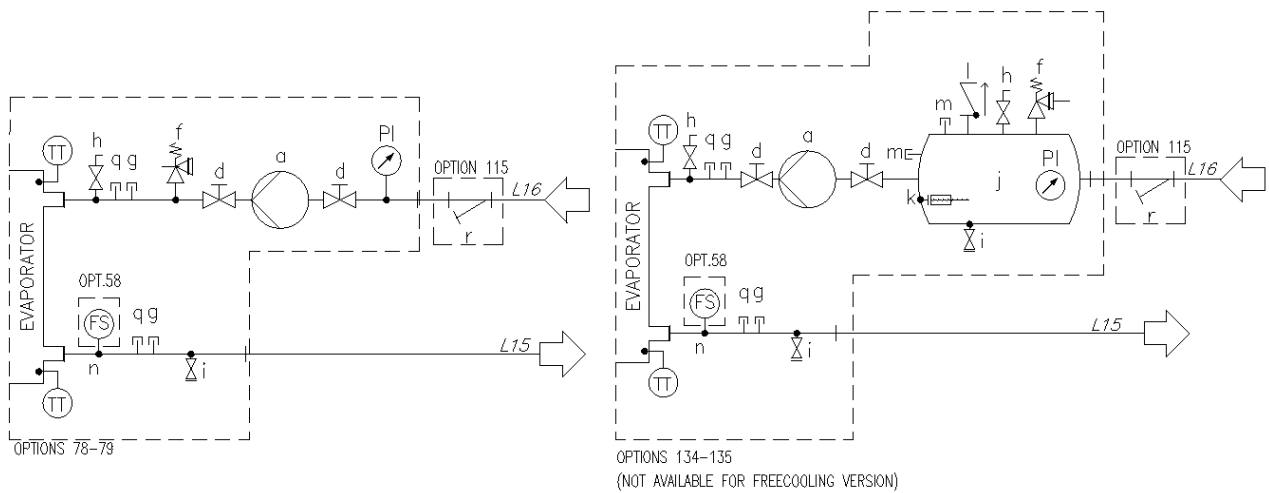 TT
h
q g
f
d
a
d
PI
OPTION 115
L16
r
EVAPORATOR
OPT.58
FS
q g
n
i
L15
TT
OPTIONS 78-79
TT
h
q g
d
a
d
m
m
l
h
f
j
PI
k
i
OPTION 115
L16
r
EVAPORATOR
OPT.58
FS
q g
n
i
L15
TT
OPTIONS 134-135
(NOT AVAILABLE FOR FREECOOLING VERSION)